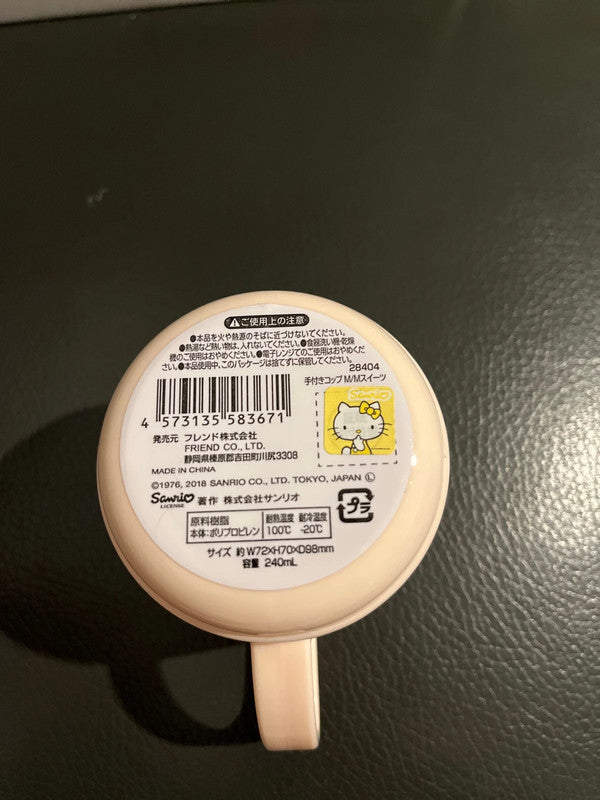 ⚠ご使用上の注意
●本品を火や熱源のそばに近づけないでください。
●熱湯など熱い物は、入れないでください。●食器洗い機・乾燥
機のご使用はおやめください。●電子レンジでのご使用はおやめくだ
さい。●本品使用中、このパッケージは捨てずに保管してください。
28404
手付きコップ M/Mスイーツ
4 573135 583671
Sanrio
発売元 フレンド株式会社
FRIEND CO., LTD.
静岡県榛原郡吉田町川尻3308
MADE IN CHINA
©1976, 2018 SANRIO CO., LTD. TOKYO, JAPAN Ⓛ
Sanrio 著作 株式会社サンリオ
LICENSE
プラ
原料樹脂 耐熱温度 耐冷温度
本体:ポリプロピレン 100℃ -20℃
サイズ 約 W72×H70×D98mm
容量 240mL